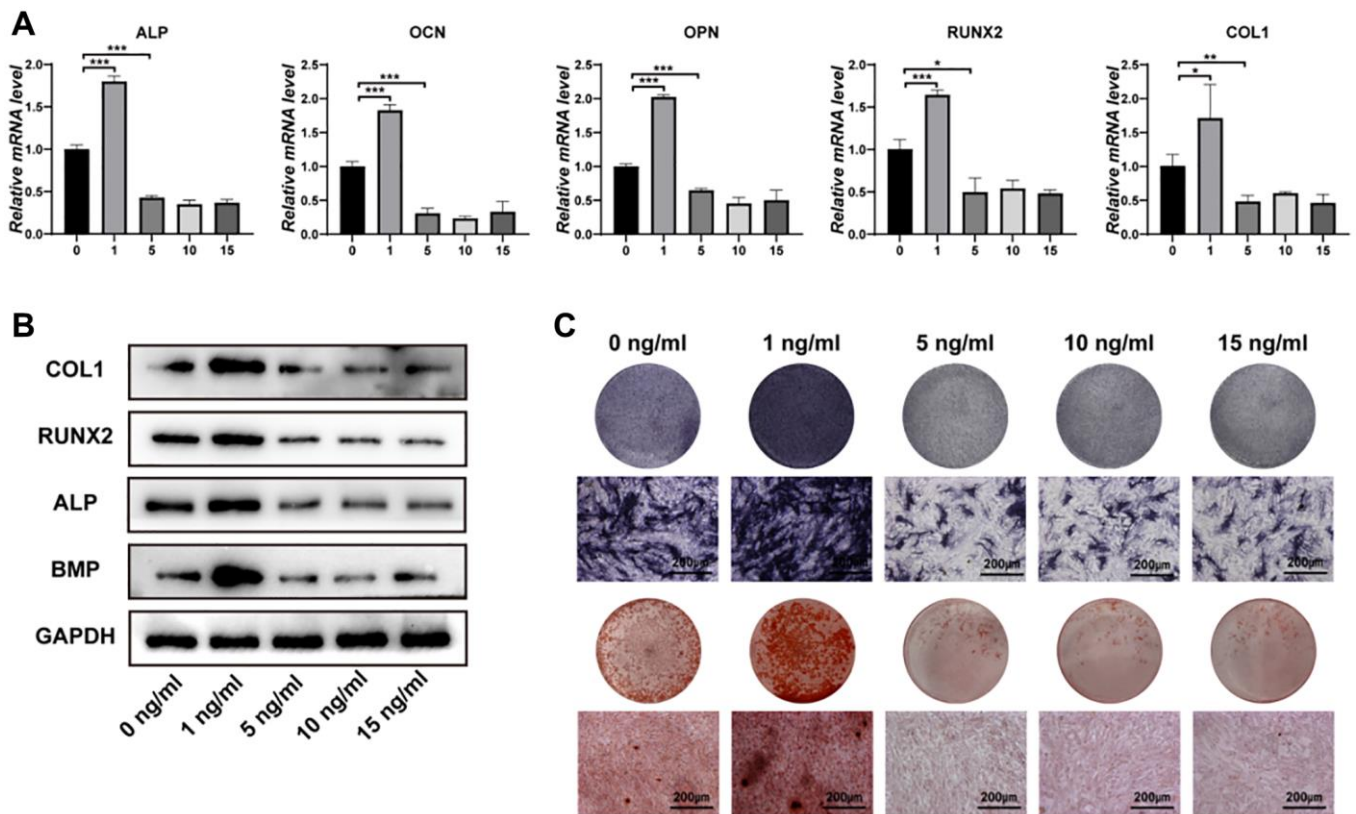 A
ALP
OCN
OPN
RUNX2
COL1
Relative mRNA level
2.0
1.5
1.0
0.5
0.0
***
***
0 1 5 10 15
Relative mRNA level
2.5
2.0
1.5
1.0
0.5
0.0
***
***
0 1 5 10 15
Relative mRNA level
2.5
2.0
1.5
1.0
0.5
0.0
***
***
0 1 5 10 15
Relative mRNA level
2.0
1.5
1.0
0.5
0.0
*
***
0 1 5 10 15
Relative mRNA level
2.5
2.0
1.5
1.0
0.5
0.0
**
*
0 1 5 10 15
B
COL1
RUNX2
ALP
BMP
GAPDH
0 ng/ml
1 ng/ml
5 ng/ml
10 ng/ml
15 ng/ml
C
0 ng/ml 1 ng/ml 5 ng/ml 10 ng/ml 15 ng/ml
200μm 200μm 200μm 200μm 200μm
200μm 200μm 200μm 200μm 200μm